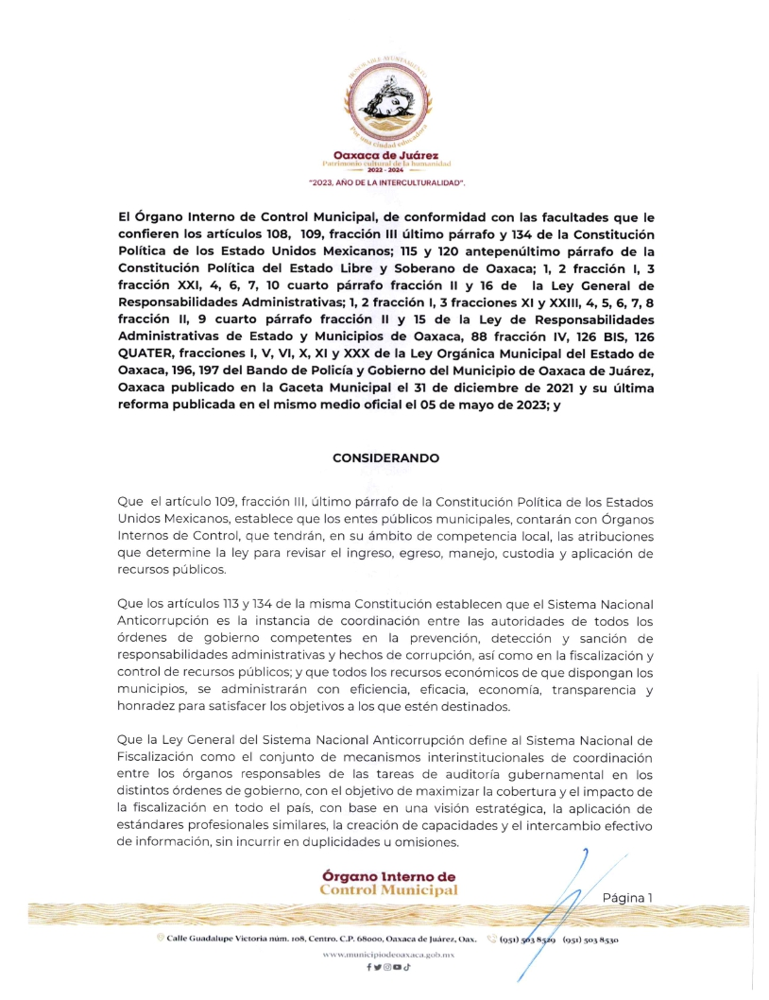 HONORABLE AYUNTAMIENTO
Por una ciudad educadora
Oaxaca de Juárez
Patrimonio cultural de la humanidad
2022 - 2024
"2023, AÑO DE LA INTERCULTURALIDAD".
El Órgano Interno de Control Municipal, de conformidad con las facultades que le
confieren los artículos 108, 109, fracción III último párrafo y 134 de la Constitución
Política de los Estado Unidos Mexicanos; 115 y 120 antepenúltimo párrafo de la
Constitución Política del Estado Libre y Soberano de Oaxaca; 1, 2 fracción I, 3
fracción XXI, 4, 6, 7, 10 cuarto párrafo fracción II y 16 de la Ley General de
Responsabilidades Administrativas; 1, 2 fracción I, 3 fracciones XI y XXIII, 4, 5, 6, 7, 8
fracción II, 9 cuarto párrafo fracción II y 15 de la Ley de Responsabilidades
Administrativas de Estado y Municipios de Oaxaca, 88 fracción IV, 126 BIS, 126
QUATER, fracciones I, V, VI, X, XI y XXX de la Ley Orgánica Municipal del Estado de
Oaxaca, 196, 197 del Bando de Policía y Gobierno del Municipio de Oaxaca de Juárez,
Oaxaca publicado en la Gaceta Municipal el 31 de diciembre de 2021 y su última
reforma publicada en el mismo medio oficial el 05 de mayo de 2023; y
CONSIDERANDO
Que el artículo 109, fracción III, último párrafo de la Constitución Política de los Estados
Unidos Mexicanos, establece que los entes públicos municipales, contarán con Órganos
Internos de Control, que tendrán, en su ámbito de competencia local, las atribuciones
que determine la ley para revisar el ingreso, egreso, manejo, custodia y aplicación de
recursos públicos.
Que los artículos 113 y 134 de la misma Constitución establecen que el Sistema Nacional
Anticorrupción es la instancia de coordinación entre las autoridades de todos los
órdenes de gobierno competentes en la prevención, detección y sanción de
responsabilidades administrativas y hechos de corrupción, así como en la fiscalización y
control de recursos públicos; y que todos los recursos económicos de que dispongan los
municipios, se administrarán con eficiencia, eficacia, economía, transparencia y
honradez para satisfacer los objetivos a los que estén destinados.
Que la Ley General del Sistema Nacional Anticorrupción define al Sistema Nacional de
Fiscalización como el conjunto de mecanismos interinstitucionales de coordinación
entre los órganos responsables de las tareas de auditoría gubernamental en los
distintos órdenes de gobierno, con el objetivo de maximizar la cobertura y el impacto de
la fiscalización en todo el país, con base en una visión estratégica, la aplicación de
estándares profesionales similares, la creación de capacidades y el intercambio efectivo
de información, sin incurrir en duplicidades u omisiones.
Órgano Interno de
Control Municipal
Página 1
Calle Guadalupe Victoria núm. 108, Centro. C.P. 68000, Oaxaca de Juárez, Oax. (951) 503 8529 (951) 503 8530
www.municipiodeoaxaca.gob.mx